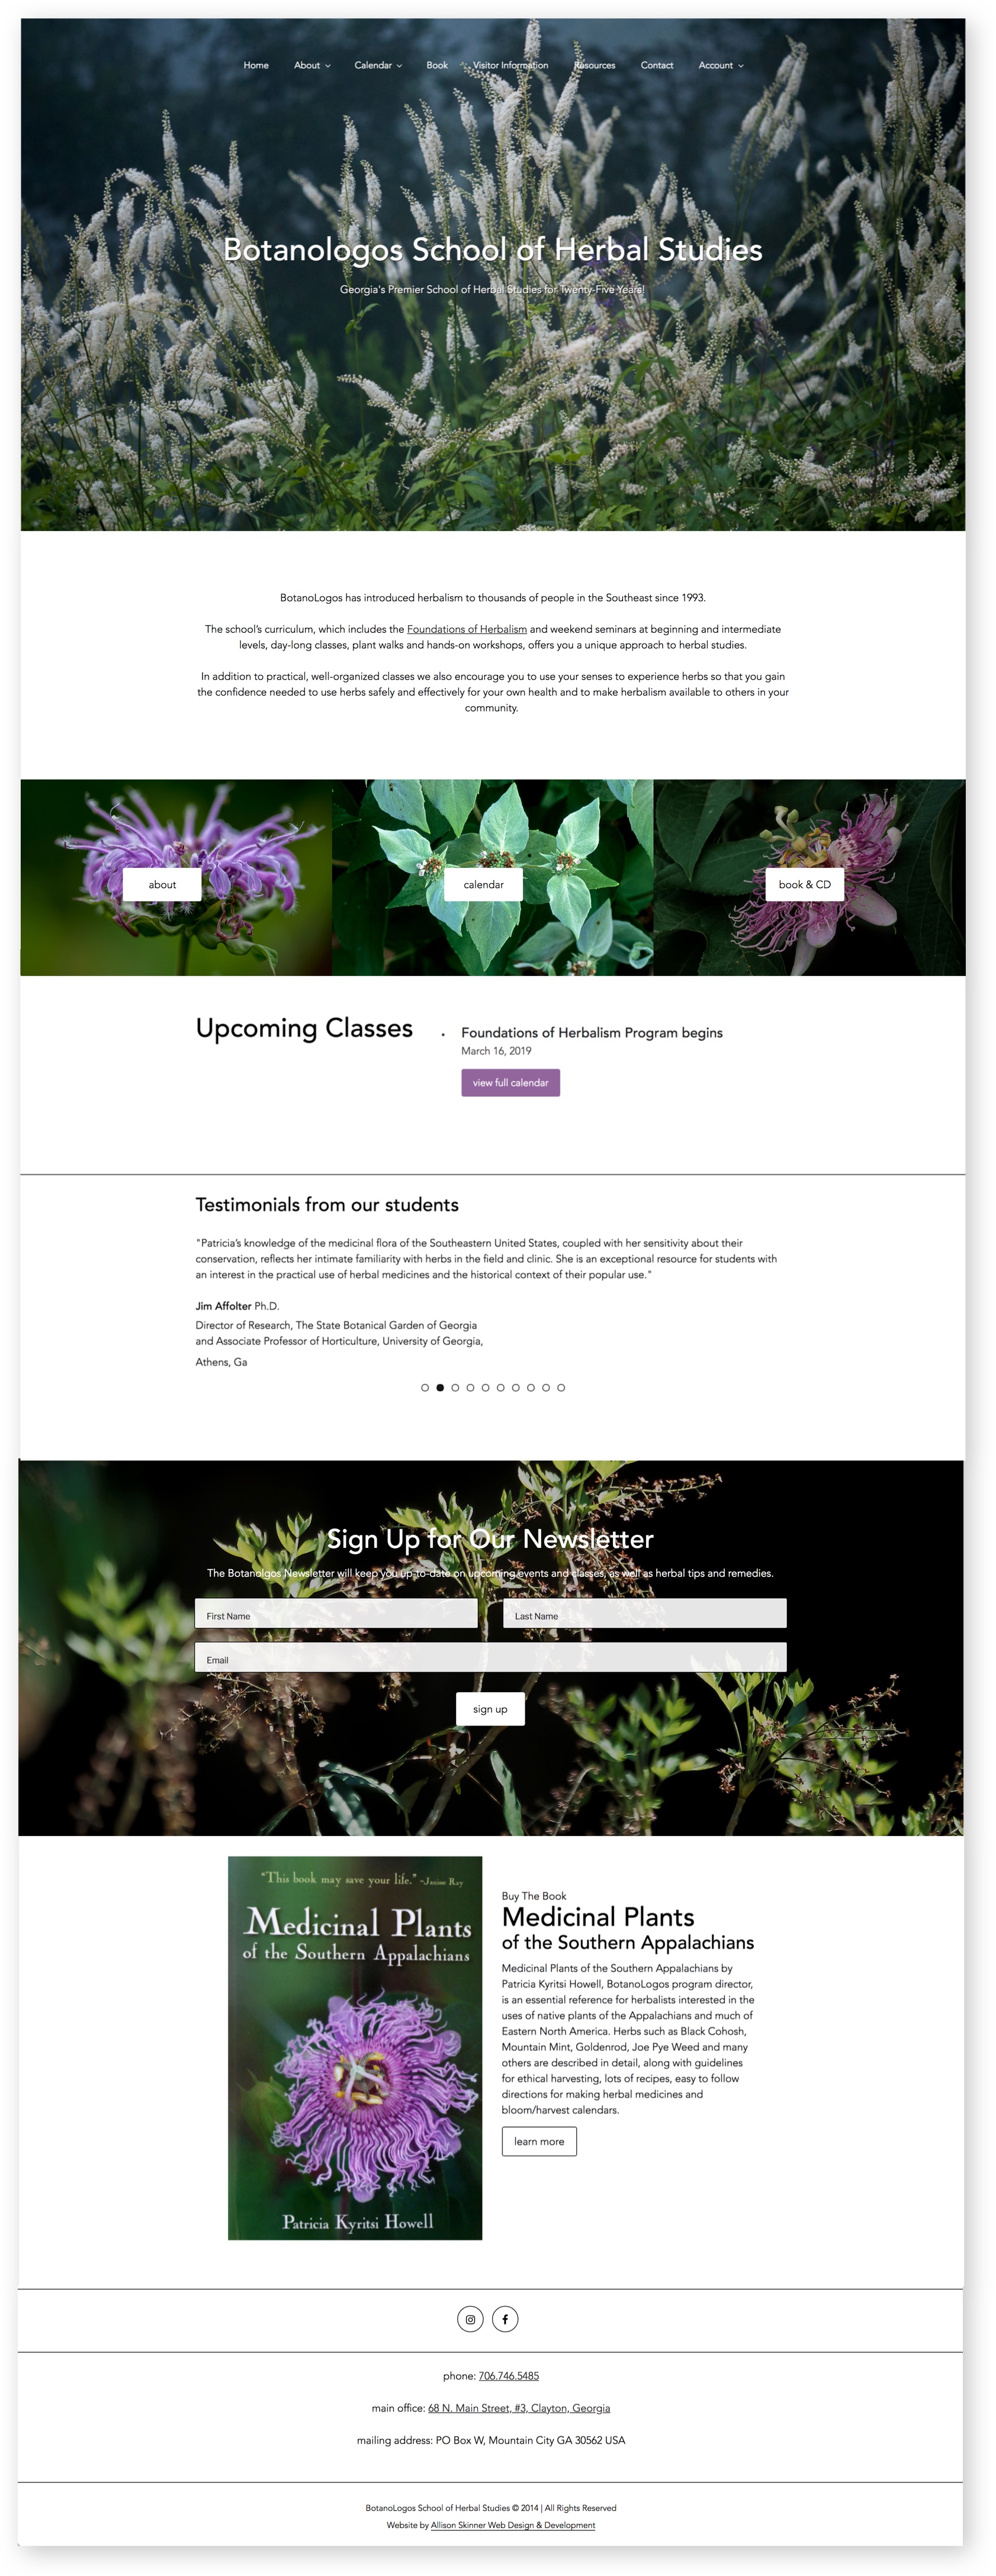 Home About Calendar Book Visitor Information Resources Contact Account
Botanologos School of Herbal Studies
Georgia's Premier School of Herbal Studies for Twenty-Five Years!
BotanoLogos has introduced herbalism to thousands of people in the Southeast since 1993.
The school's curriculum, which includes the Foundations of Herbalism and weekend seminars at beginning and intermediate
levels, day-long classes, plant walks and hands-on workshops, offers you a unique approach to herbal studies.
In addition to practical, well-organized classes we also encourage you to use your senses to experience herbs so that you gain
the confidence needed to use herbs safely and effectively for your own health and to make herbalism available to others in your
community.
about
calendar
book & CD
Upcoming Classes
• Foundations of Herbalism Program begins
March 16, 2019
view full calendar
Testimonials from our students
"Patricia's knowledge of the medicinal flora of the Southeastern United States, coupled with her sensitivity about their
conservation, reflects her intimate familiarity with herbs in the field and clinic. She is an exceptional resource for students with
an interest in the practical use of herbal medicines and the historical context of their popular use."
Jim Affolter Ph.D.
Director of Research, The State Botanical Garden of Georgia
and Associate Professor of Horticulture, University of Georgia,
Athens, Ga
Sign Up for Our Newsletter
The Botanolgos Newsletter will keep you up-to-date on upcoming events and classes, as well as herbal tips and remedies.
First Name
Last Name
Email
sign up
"This book may save your life." -Janisse Ray
Medicinal Plants
of the Southern Appalachians
Patricia Kyritsi Howell
Buy The Book
Medicinal Plants
of the Southern Appalachians
Medicinal Plants of the Southern Appalachians by
Patricia Kyritsi Howell, BotanoLogos program director,
is an essential reference for herbalists interested in the
uses of native plants of the Appalachians and much of
Eastern North America. Herbs such as Black Cohosh,
Mountain Mint, Goldenrod, Joe Pye Weed and many
others are described in detail, along with guidelines
for ethical harvesting, lots of recipes, easy to follow
directions for making herbal medicines and
bloom/harvest calendars.
learn more
phone: 706.746.5485
main office: 68 N. Main Street, #3, Clayton, Georgia
mailing address: PO Box W, Mountain City GA 30562 USA
BotanoLogos School of Herbal Studies © 2014 | All Rights Reserved
Website by Allison Skinner Web Design & Development